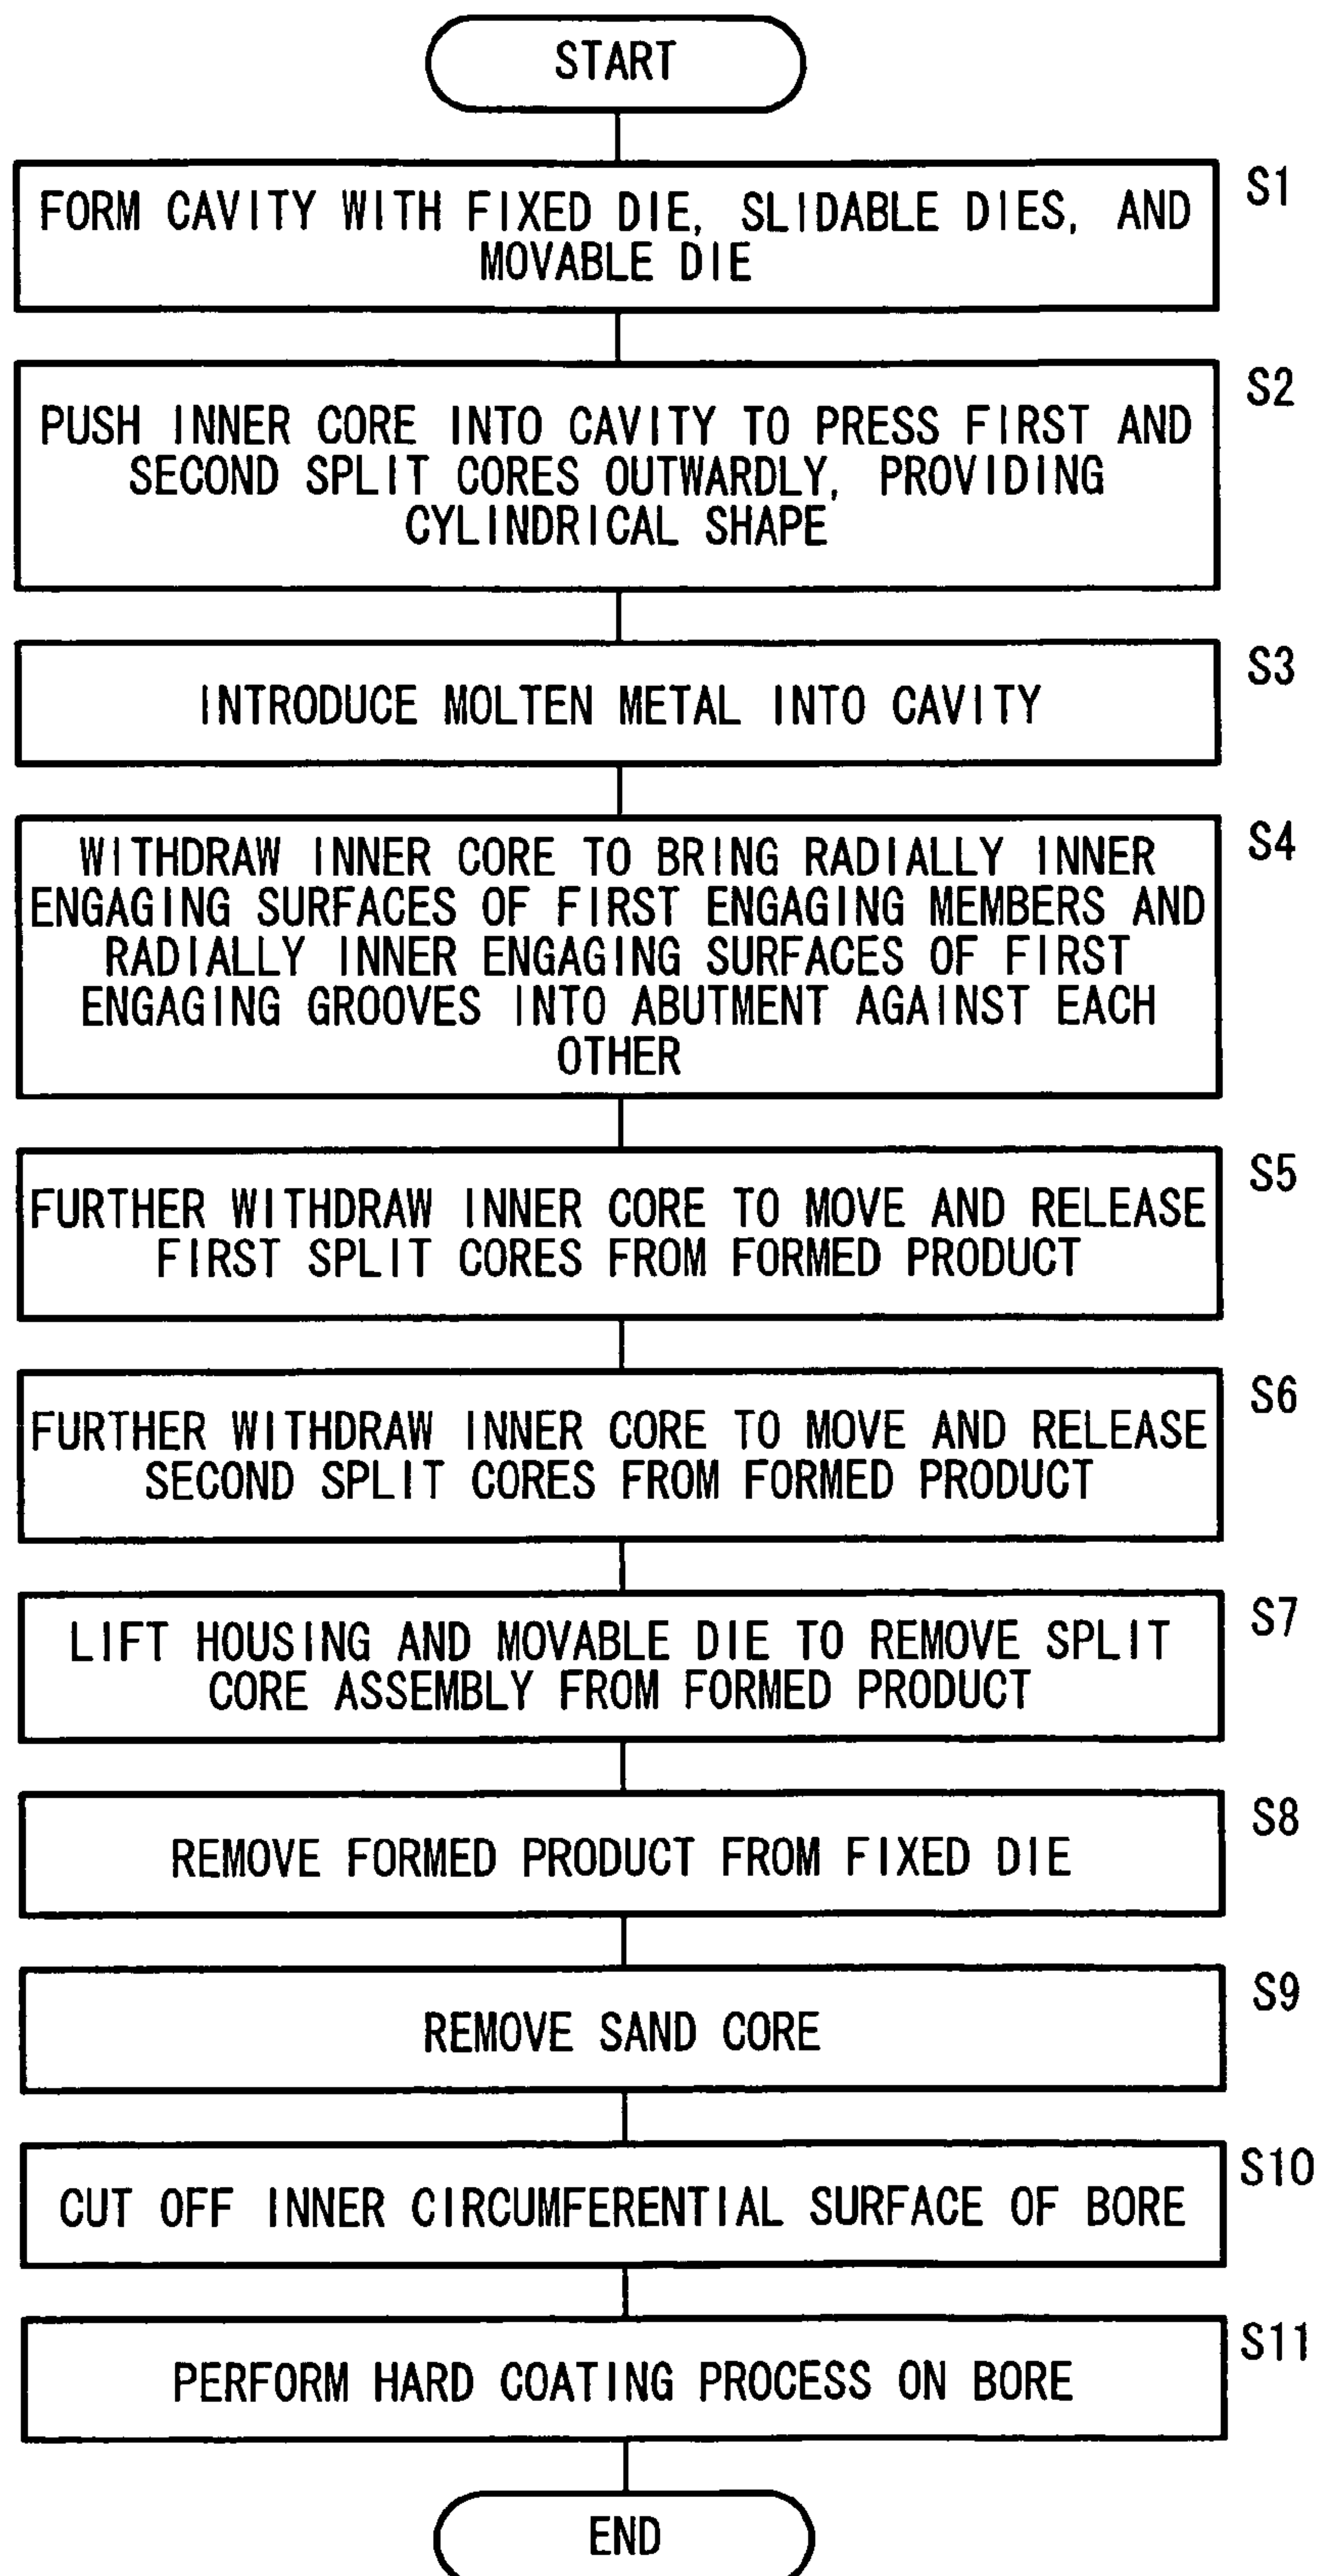 START
S1
FORM CAVITY WITH FIXED DIE, SLIDABLE DIES, AND
MOVABLE DIE
S2
PUSH INNER CORE INTO CAVITY TO PRESS FIRST AND
SECOND SPLIT CORES OUTWARDLY, PROVIDING
CYLINDRICAL SHAPE
S3
INTRODUCE MOLTEN METAL INTO CAVITY
S4
WITHDRAW INNER CORE TO BRING RADIALLY INNER
ENGAGING SURFACES OF FIRST ENGAGING MEMBERS AND
RADIALLY INNER ENGAGING SURFACES OF FIRST
ENGAGING GROOVES INTO ABUTMENT AGAINST EACH
OTHER
S5
FURTHER WITHDRAW INNER CORE TO MOVE AND RELEASE
FIRST SPLIT CORES FROM FORMED PRODUCT
S6
FURTHER WITHDRAW INNER CORE TO MOVE AND RELEASE
SECOND SPLIT CORES FROM FORMED PRODUCT
S7
LIFT HOUSING AND MOVABLE DIE TO REMOVE SPLIT
CORE ASSEMBLY FROM FORMED PRODUCT
S8
REMOVE FORMED PRODUCT FROM FIXED DIE
S9
REMOVE SAND CORE
S10
CUT OFF INNER CIRCUMFERENTIAL SURFACE OF BORE
S11
PERFORM HARD COATING PROCESS ON BORE
END